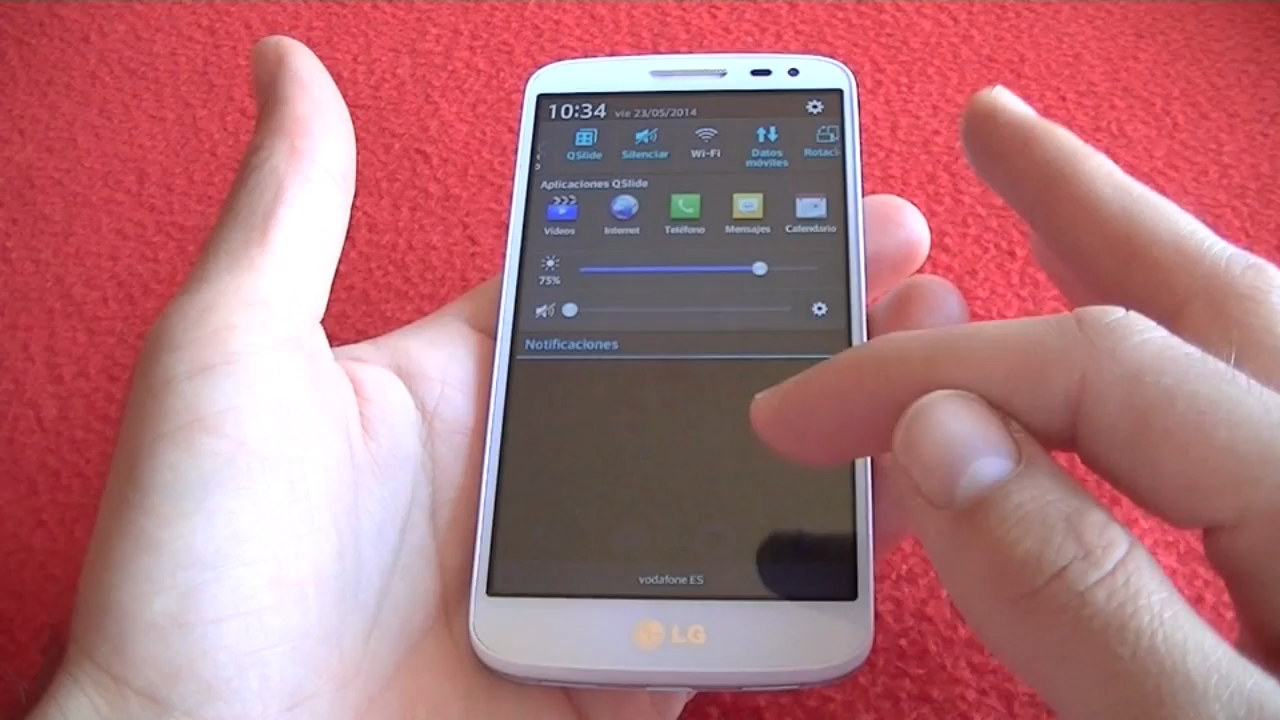 10:34 vie 23/05/2014
QSlide Silenciar Wi-Fi Datos móviles Rotaci
Aplicaciones QSlide
Vídeos Internet Teléfono Mensajes Calendario
75%
Notificaciones
vodafone ES
LG